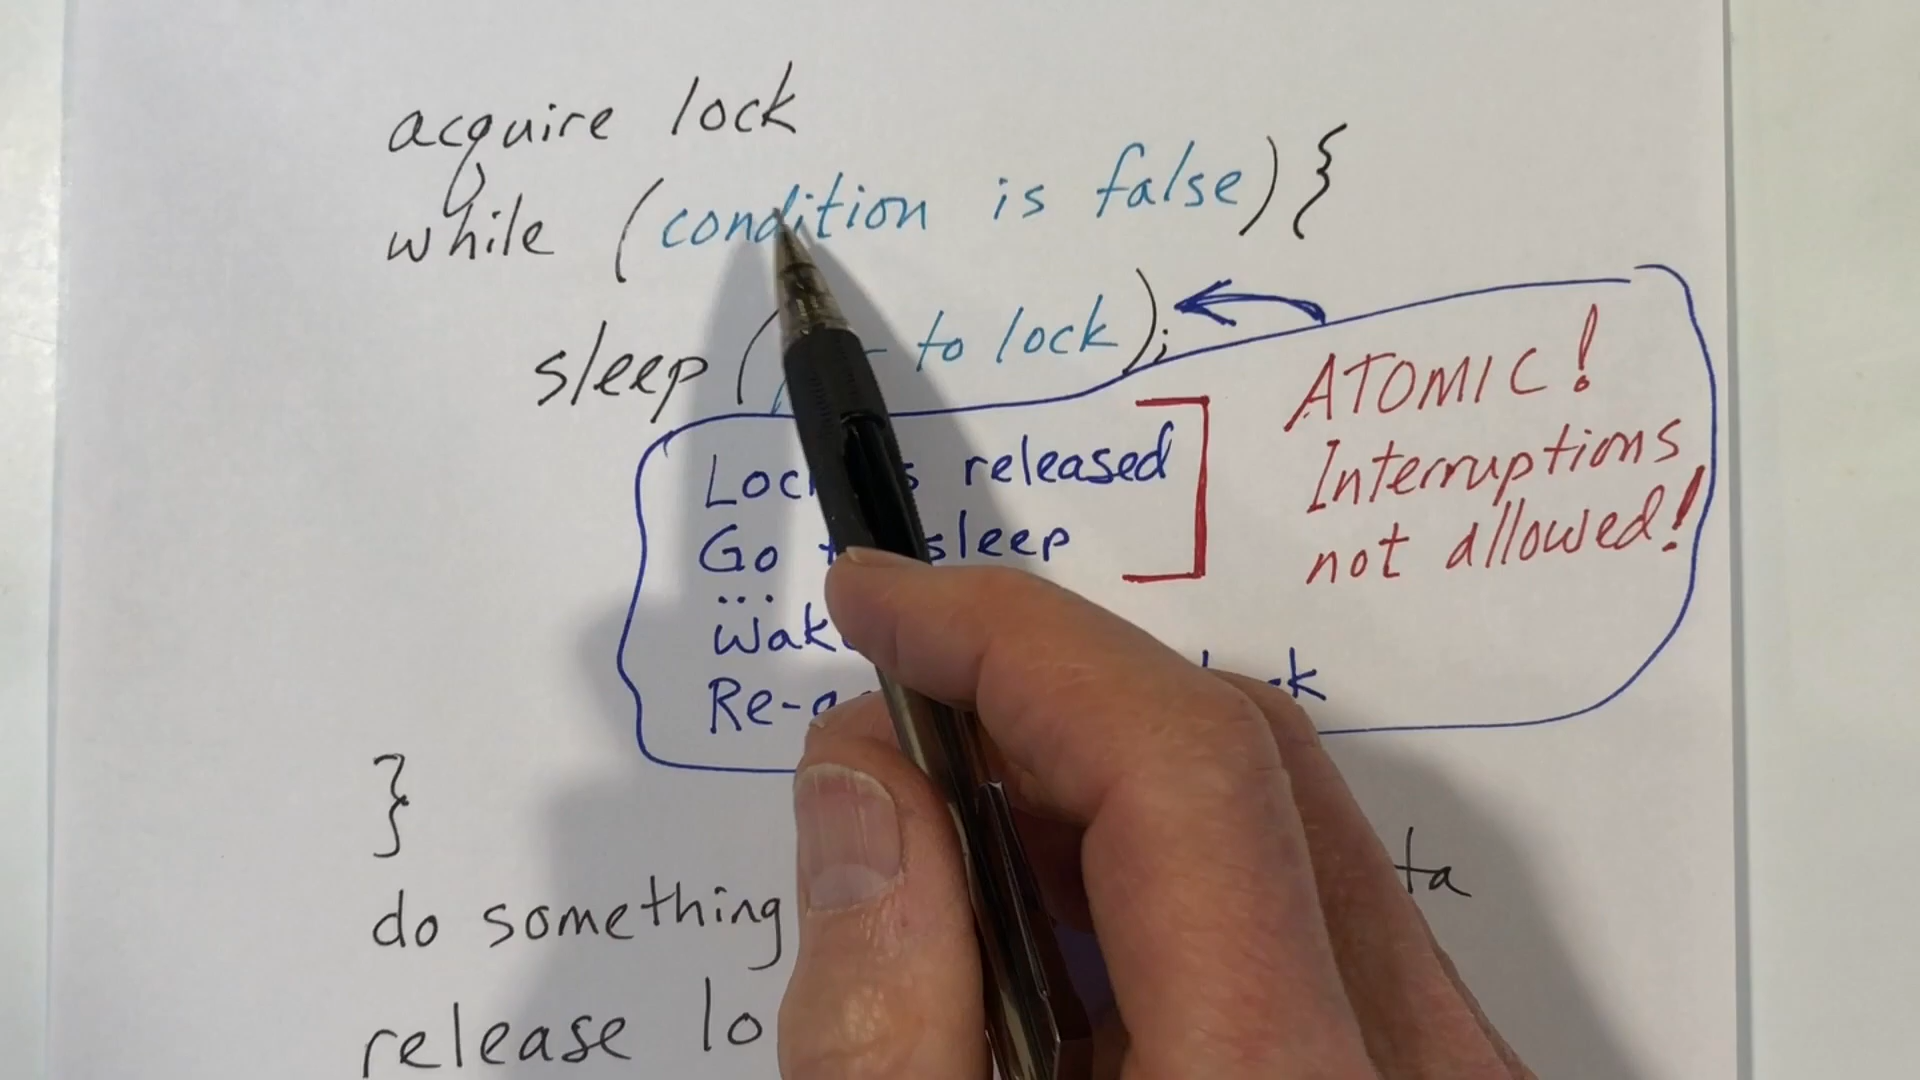 acquire lock
while (condition is false) {
sleep ( to lock);
ATOMIC!
Interruptions
not allowed!
released
Go sleep
...
Re-
}
do something
release